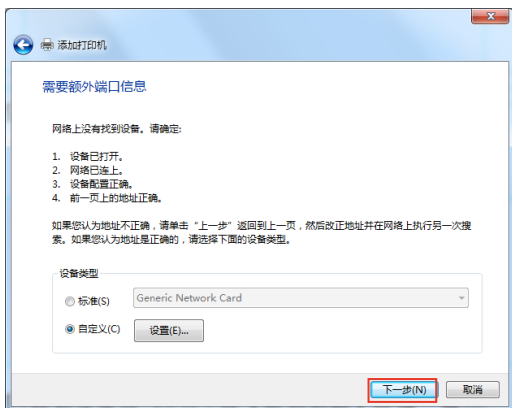 添加打印机
需要额外端口信息
网络上没有找到设备。请确定:
1. 设备已打开。
2. 网络已连上。
3. 设备配置正确。
4. 前一页上的地址正确。
如果您认为地址不正确，请单击“上一步”返回到上一页，然后改正地址并在网络上执行另一次搜
索。如果您认为地址是正确的，请选择下面的设备类型。
设备类型
标准(S)
Generic Network Card
自定义(C)
设置(E)...
下一步(N)
取消